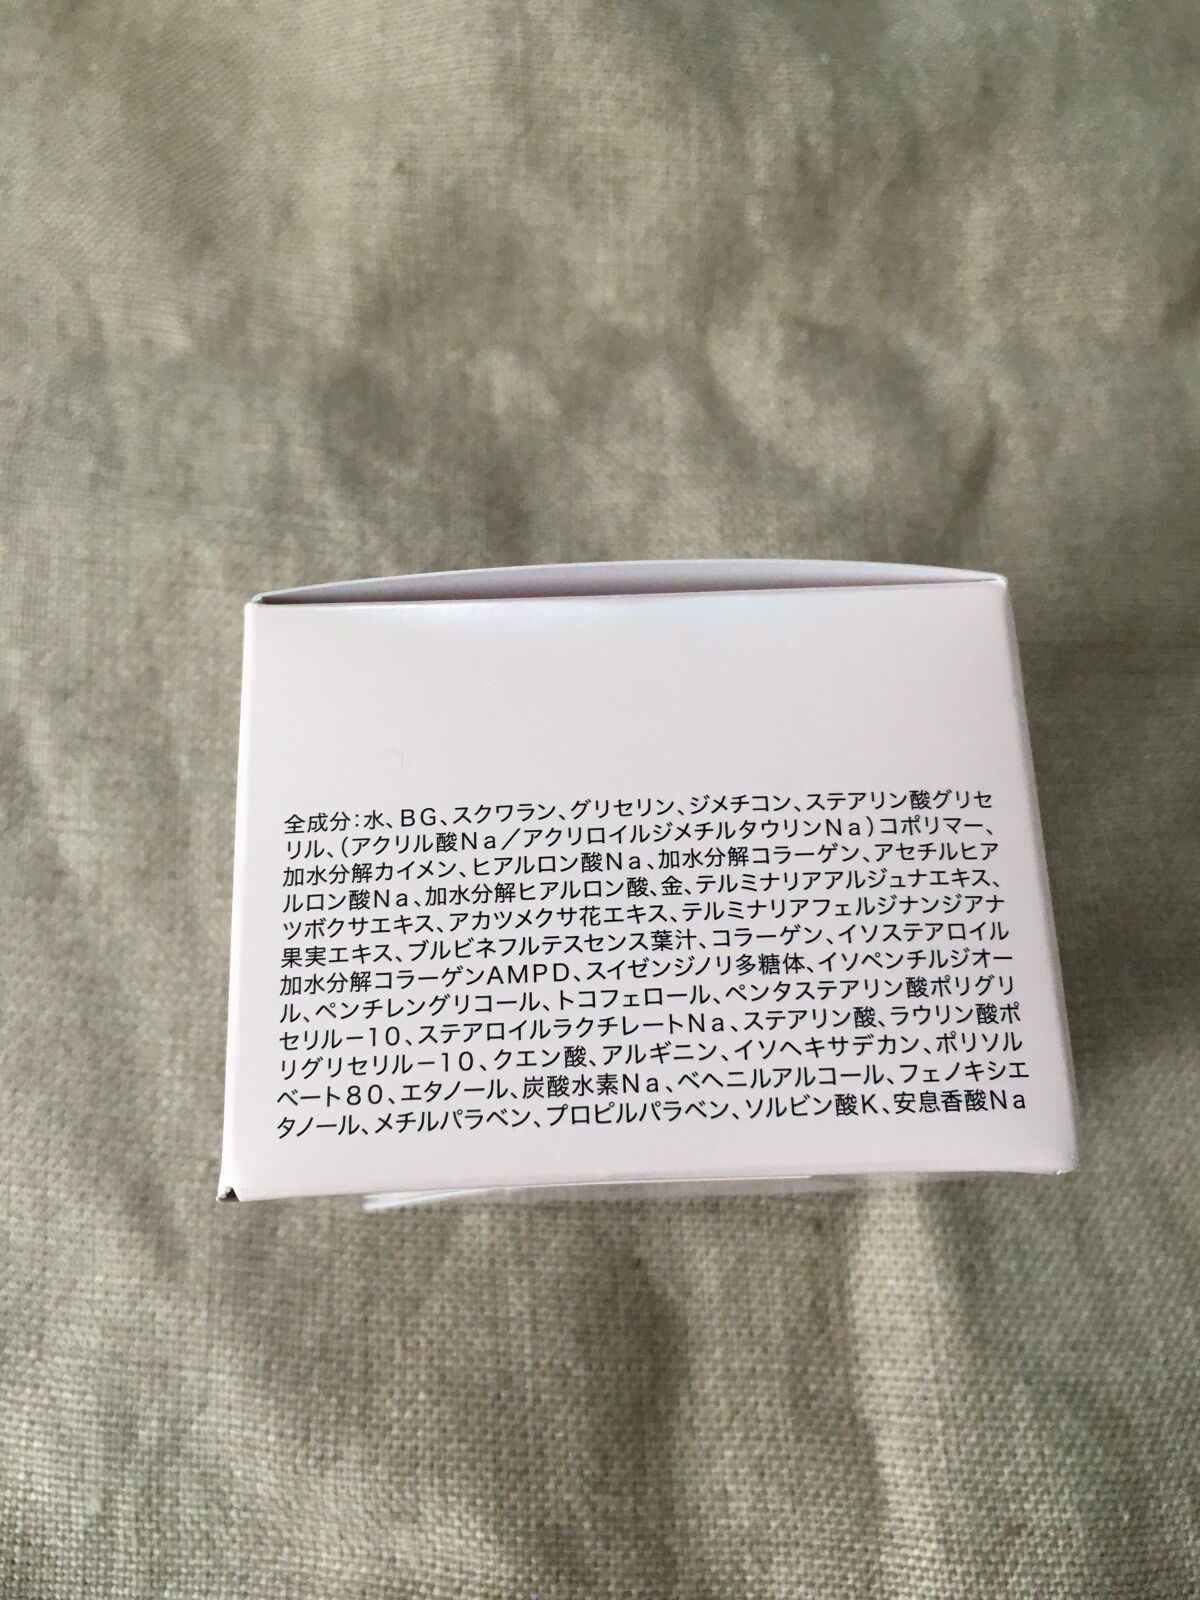 全成分:水、BG、スクワラン、グリセリン、ジメチコン、ステアリン酸グリセ
リル、(アクリル酸Na/アクリロイルジメチルタウリンNa)コポリマー、
加水分解カイメン、ヒアルロン酸Na、加水分解コラーゲン、アセチルヒア
ルロン酸Na、加水分解ヒアルロン酸、金、テルミナリアアルジュナエキス、
ツボクサエキス、アカツメクサ花エキス、テルミナリアフェルジナンジアナ
果実エキス、ブルビネフルテスセンス葉汁、コラーゲン、イソステアロイル
加水分解コラーゲンAMPD、スイゼンジノリ多糖体、イソペンチルジオー
ル、ペンチレングリコール、トコフェロール、ペンタステアリン酸ポリグリ
セリル-10、ステアロイルラクチレートNa、ステアリン酸、ラウリン酸ポ
リグリセリル-10、クエン酸、アルギニン、イソヘキサデカン、ポリソル
ベート80、エタノール、炭酸水素Na、ベヘニルアルコール、フェノキシエ
タノール、メチルパラベン、プロピルパラベン、ソルビン酸K、安息香酸Na